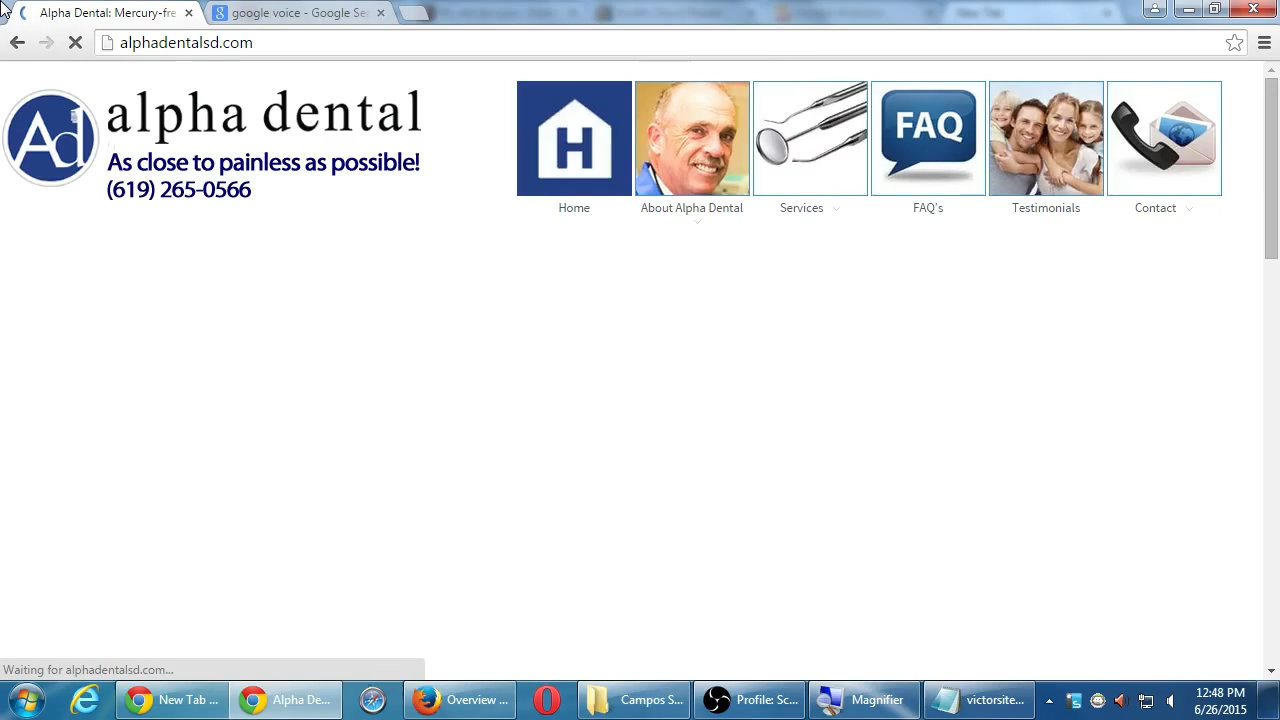 Alpha Dental: Mercury-fre
google voice - Google Se
New Tab
alphadentalsd.com
Ad
alpha dental
As close to painless as possible!
(619) 265-0566
H
FAQ
Home
About Alpha Dental
Services
FAQ's
Testimonials
Contact
Waiting for alphadentalsd.com...
New Tab ...
Alpha De...
Overview ...
Campos S...
Profile: Sc...
Magnifier
victorsite...
12:48 PM
6/26/2015